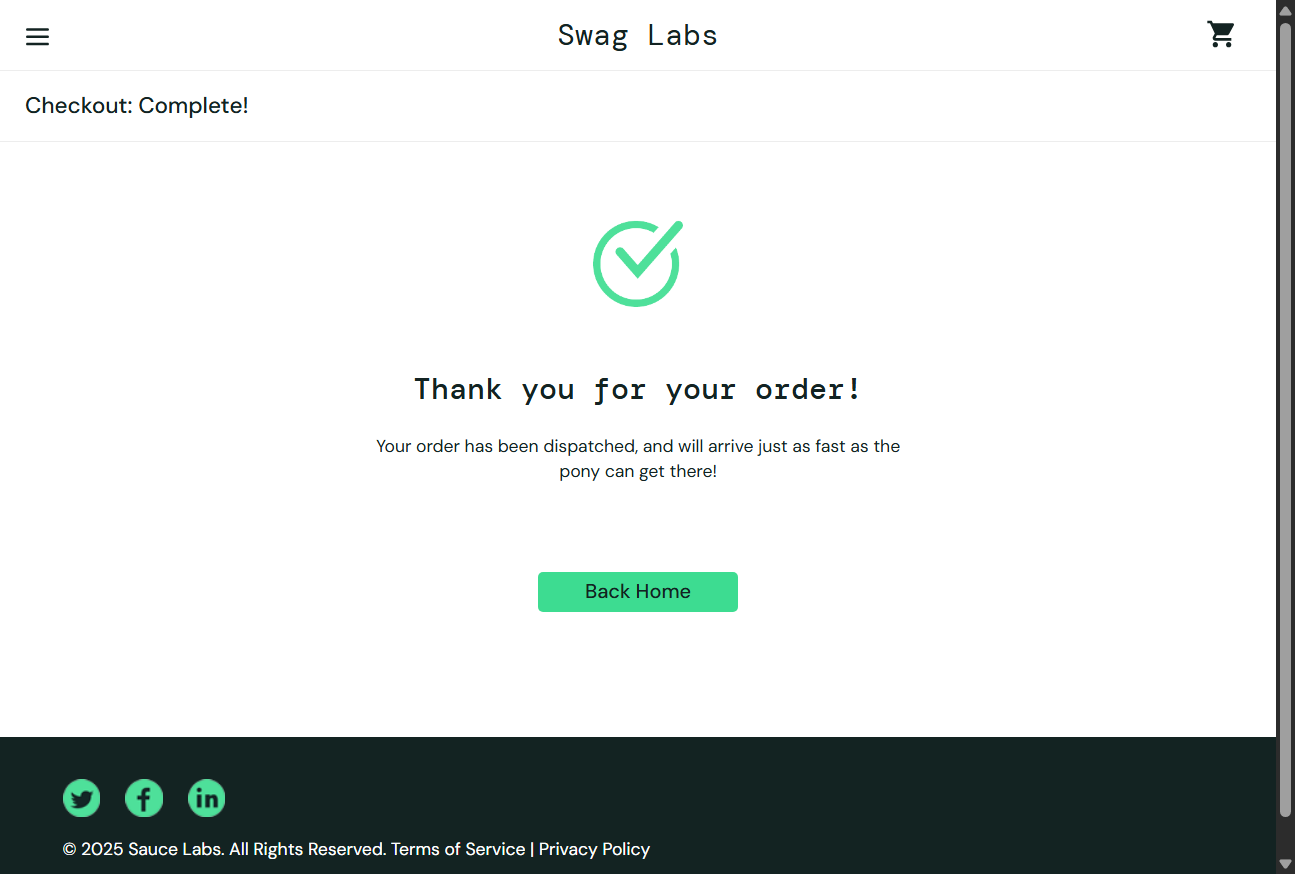 Swag Labs
Checkout: Complete!
Thank you for your order!
Your order has been dispatched, and will arrive just as fast as the
pony can get there!
Back Home
© 2025 Sauce Labs. All Rights Reserved. Terms of Service | Privacy Policy